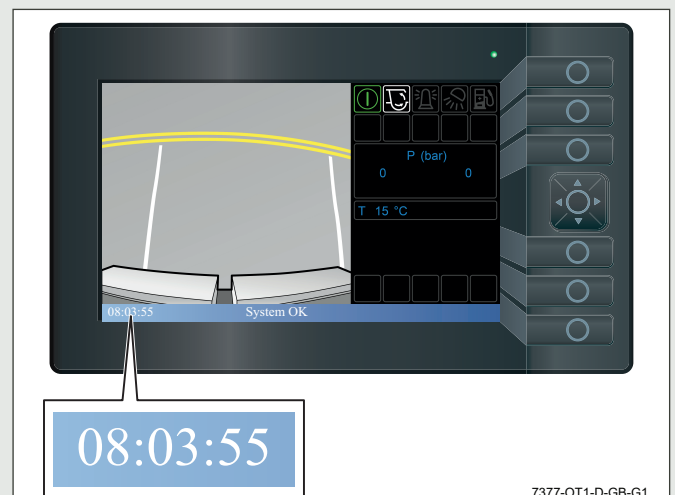 P (bar)
0 0
T 15 °C
08:03:55 System OK
08:03:55
7377-OT1-D-GB-G1